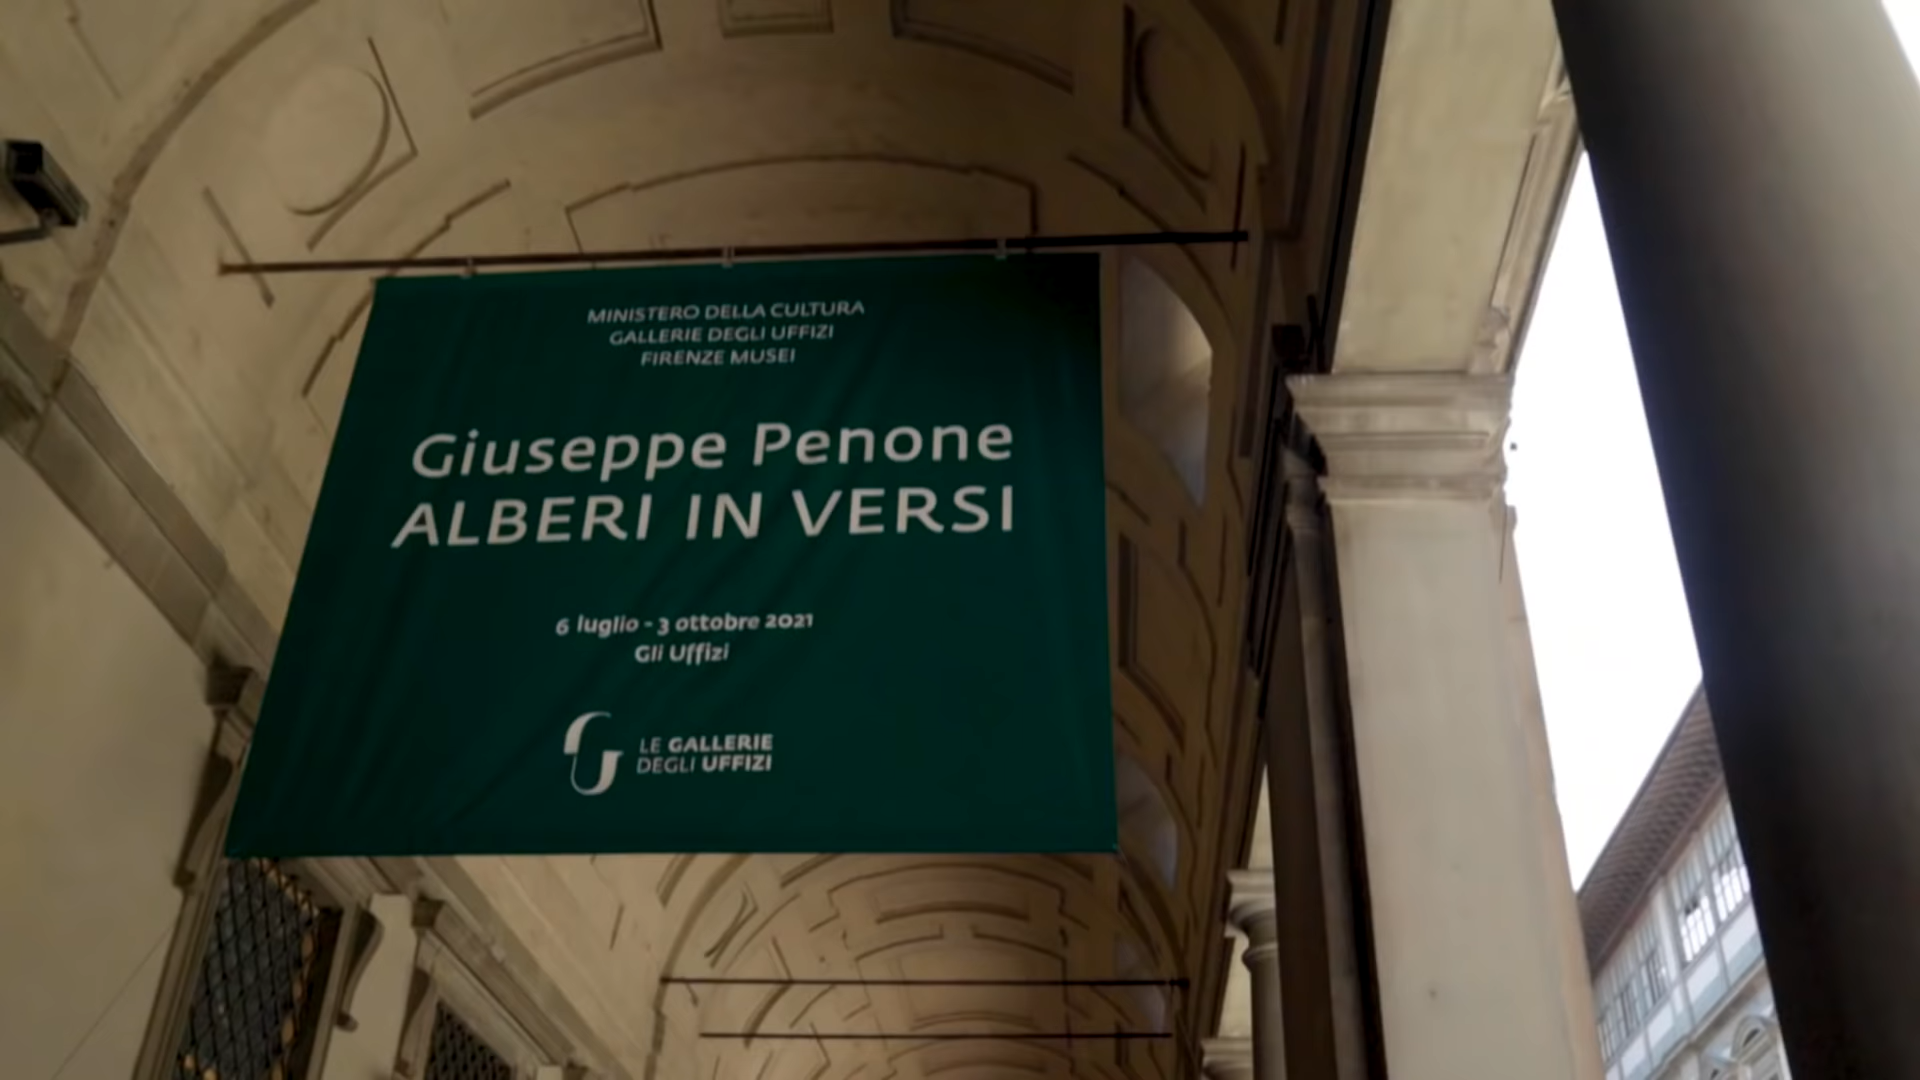 MINISTERO DELLA CULTURA
GALLERIE DEGLI UFFIZI
FIRENZE MUSEI
Giuseppe Penone
ALBERI IN VERSI
6 luglio - 3 ottobre 2021
Gli Uffizi
LE GALLERIE
DEGLI UFFIZI